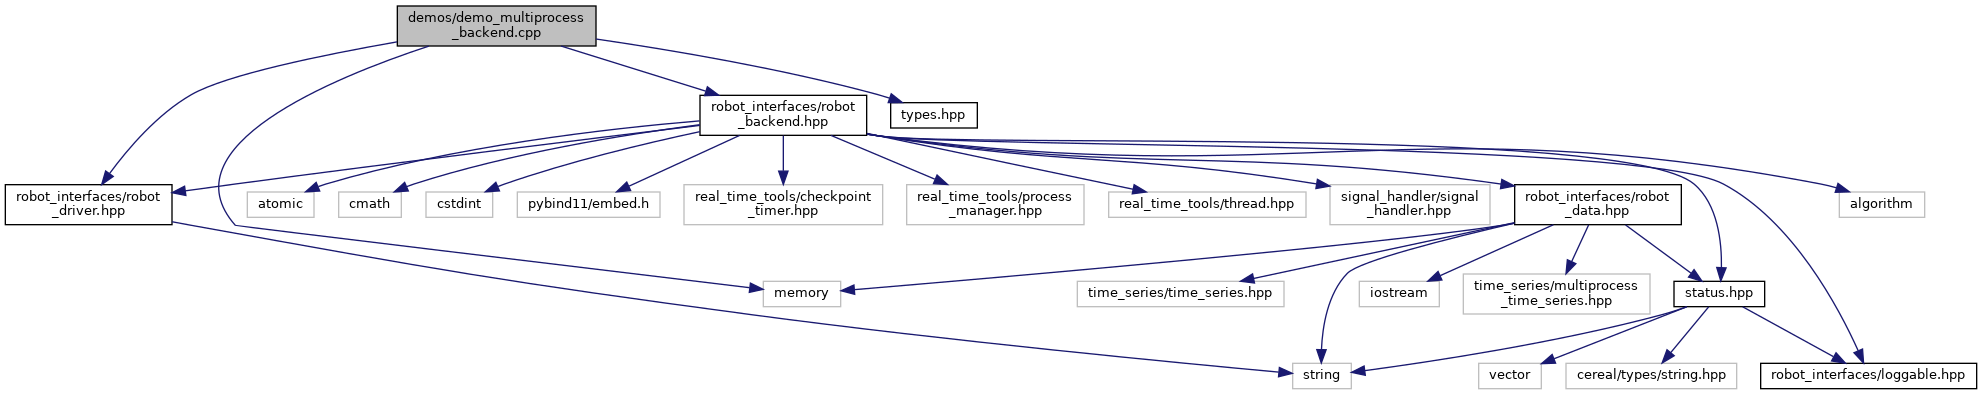 demos/demo_multiprocess
_backend.cpp
robot_interfaces/robot
_backend.hpp
types.hpp
robot_interfaces/robot
_driver.hpp
atomic
cmath
cstdint
pybind11/embed.h
real_time_tools/checkpoint
_timer.hpp
real_time_tools/process
_manager.hpp
real_time_tools/thread.hpp
signal_handler/signal
_handler.hpp
robot_interfaces/robot
_data.hpp
algorithm
memory
time_series/time_series.hpp
iostream
time_series/multiprocess
_time_series.hpp
status.hpp
string
vector
cereal/types/string.hpp
robot_interfaces/loggable.hpp